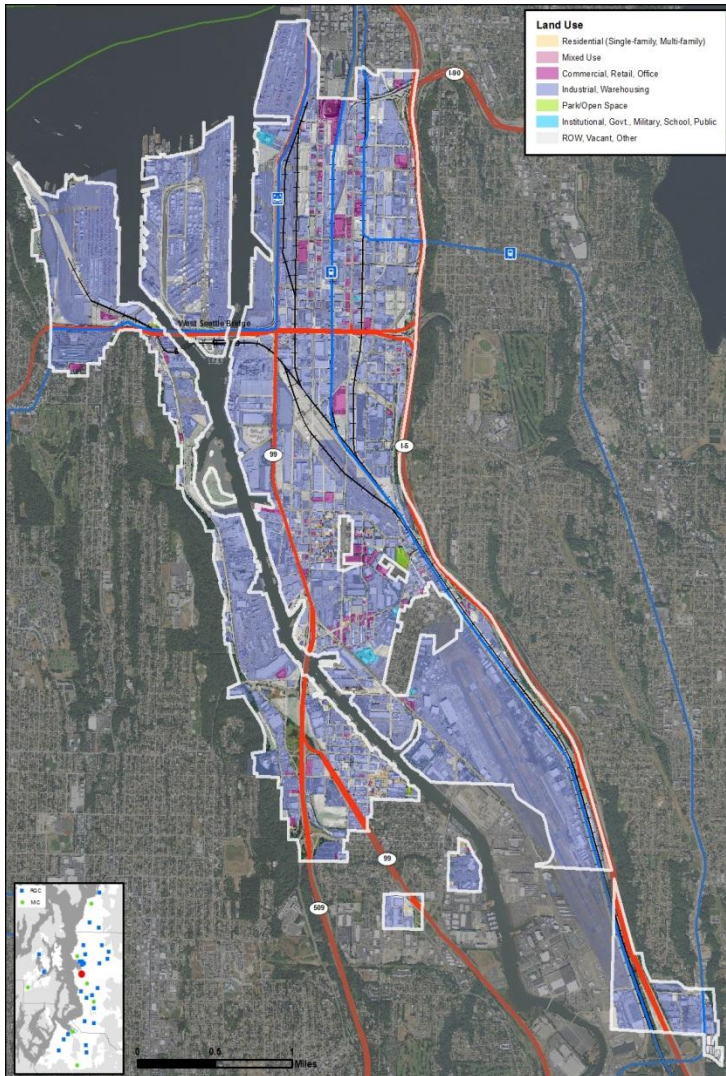 Land Use
Residential (Single-family, Multi-family)
Mixed Use
Commercial, Retail, Office
Industrial, Warehousing
Park/Open Space
Institutional, Govt., Military, School, Public
ROW, Vacant, Other
I-90
West Seattle Bridge
99
I-5
99
509
RGC
MIC
0 0.5 1
Miles